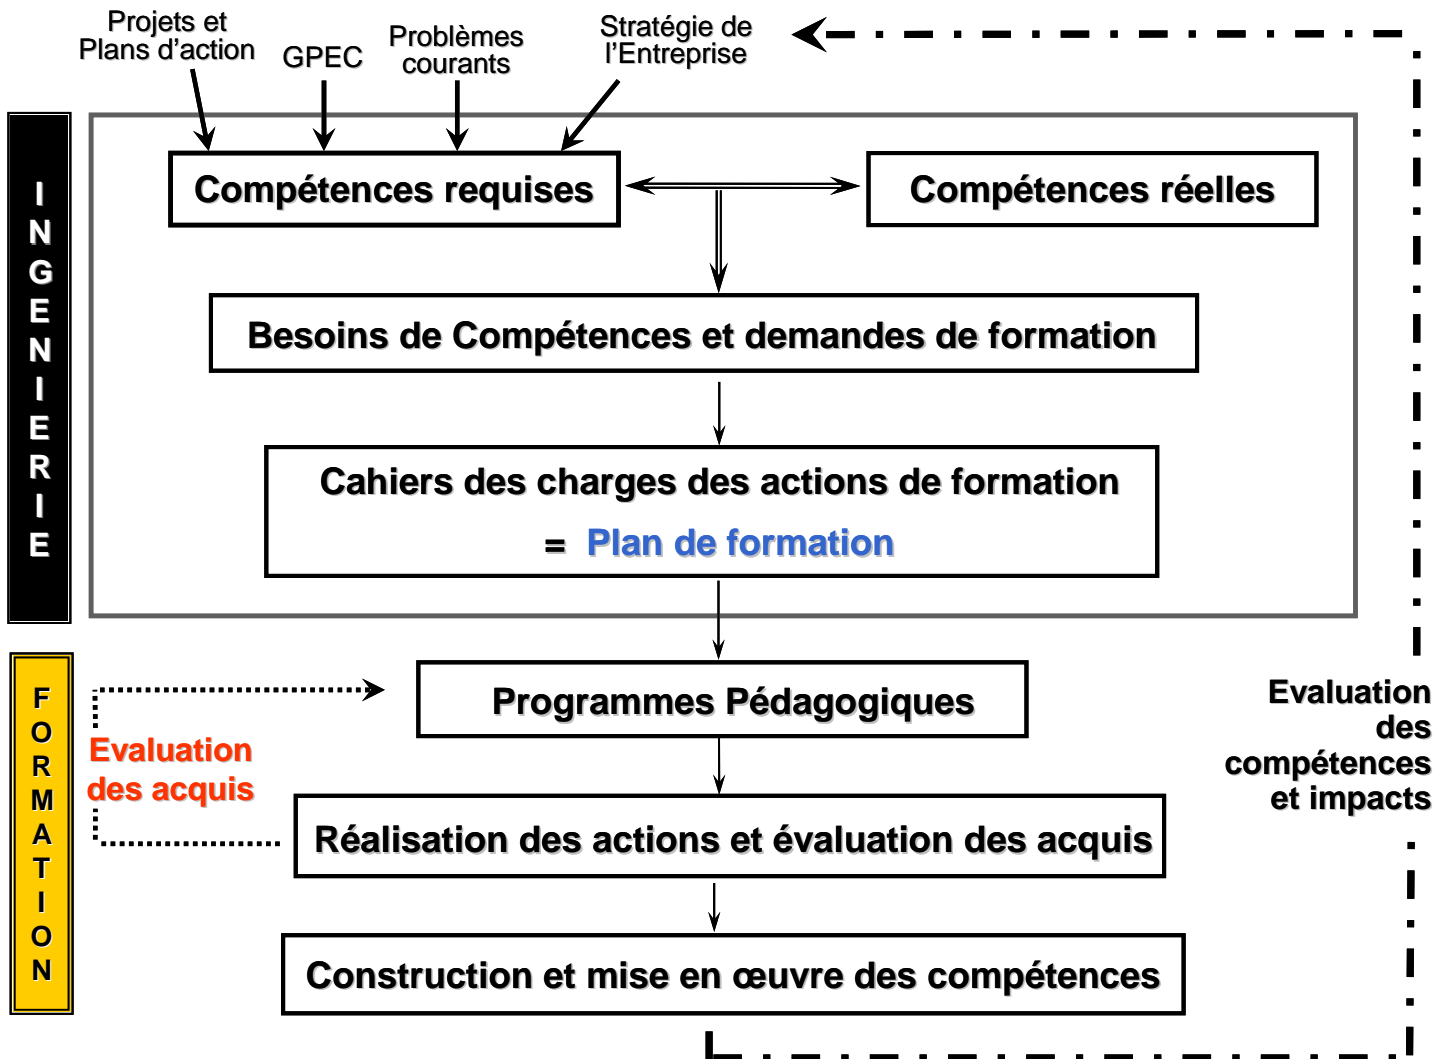 Projets et
Plans d’action
GPEC
Problèmes
courants
Stratégie de
l’Entreprise
INGENIERIE
Compétences requises
Compétences réelles
Besoins de Compétences et demandes de formation
Cahiers des charges des actions de formation
= Plan de formation
FORMATION
Programmes Pédagogiques
Evaluation
des acquis
Réalisation des actions et évaluation des acquis
Construction et mise en œuvre des compétences
Evaluation
des
compétences
et impacts